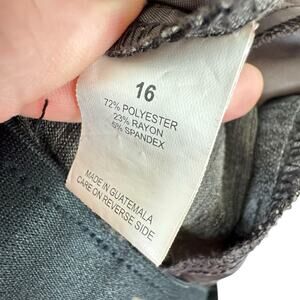 16
72% POLYESTER
23% RAYON
5% SPANDEX
MADE IN GUATEMALA
CARE ON REVERSE SIDE